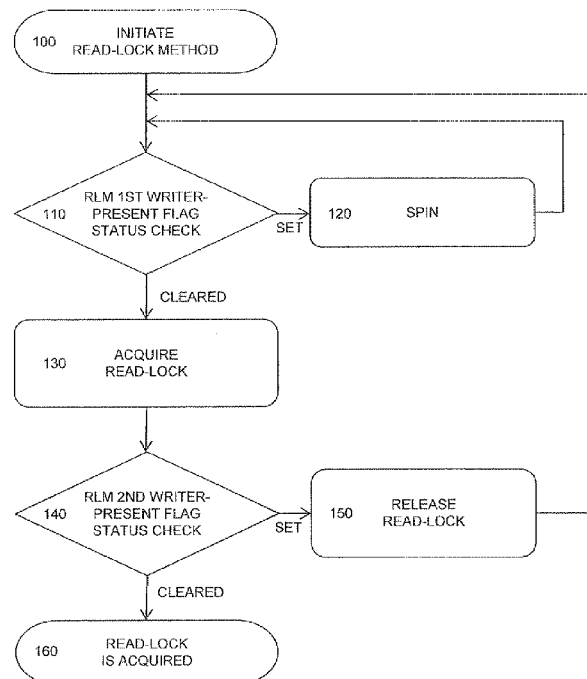 100 INITIATE
READ-LOCK METHOD
110 RLM 1ST WRITER-
PRESENT FLAG
STATUS CHECK
SET
120 SPIN
CLEARED
130 ACQUIRE
READ-LOCK
140 RLM 2ND WRITER-
PRESENT FLAG
STATUS CHECK
SET
150 RELEASE
READ-LOCK
CLEARED
160 READ-LOCK
IS ACQUIRED